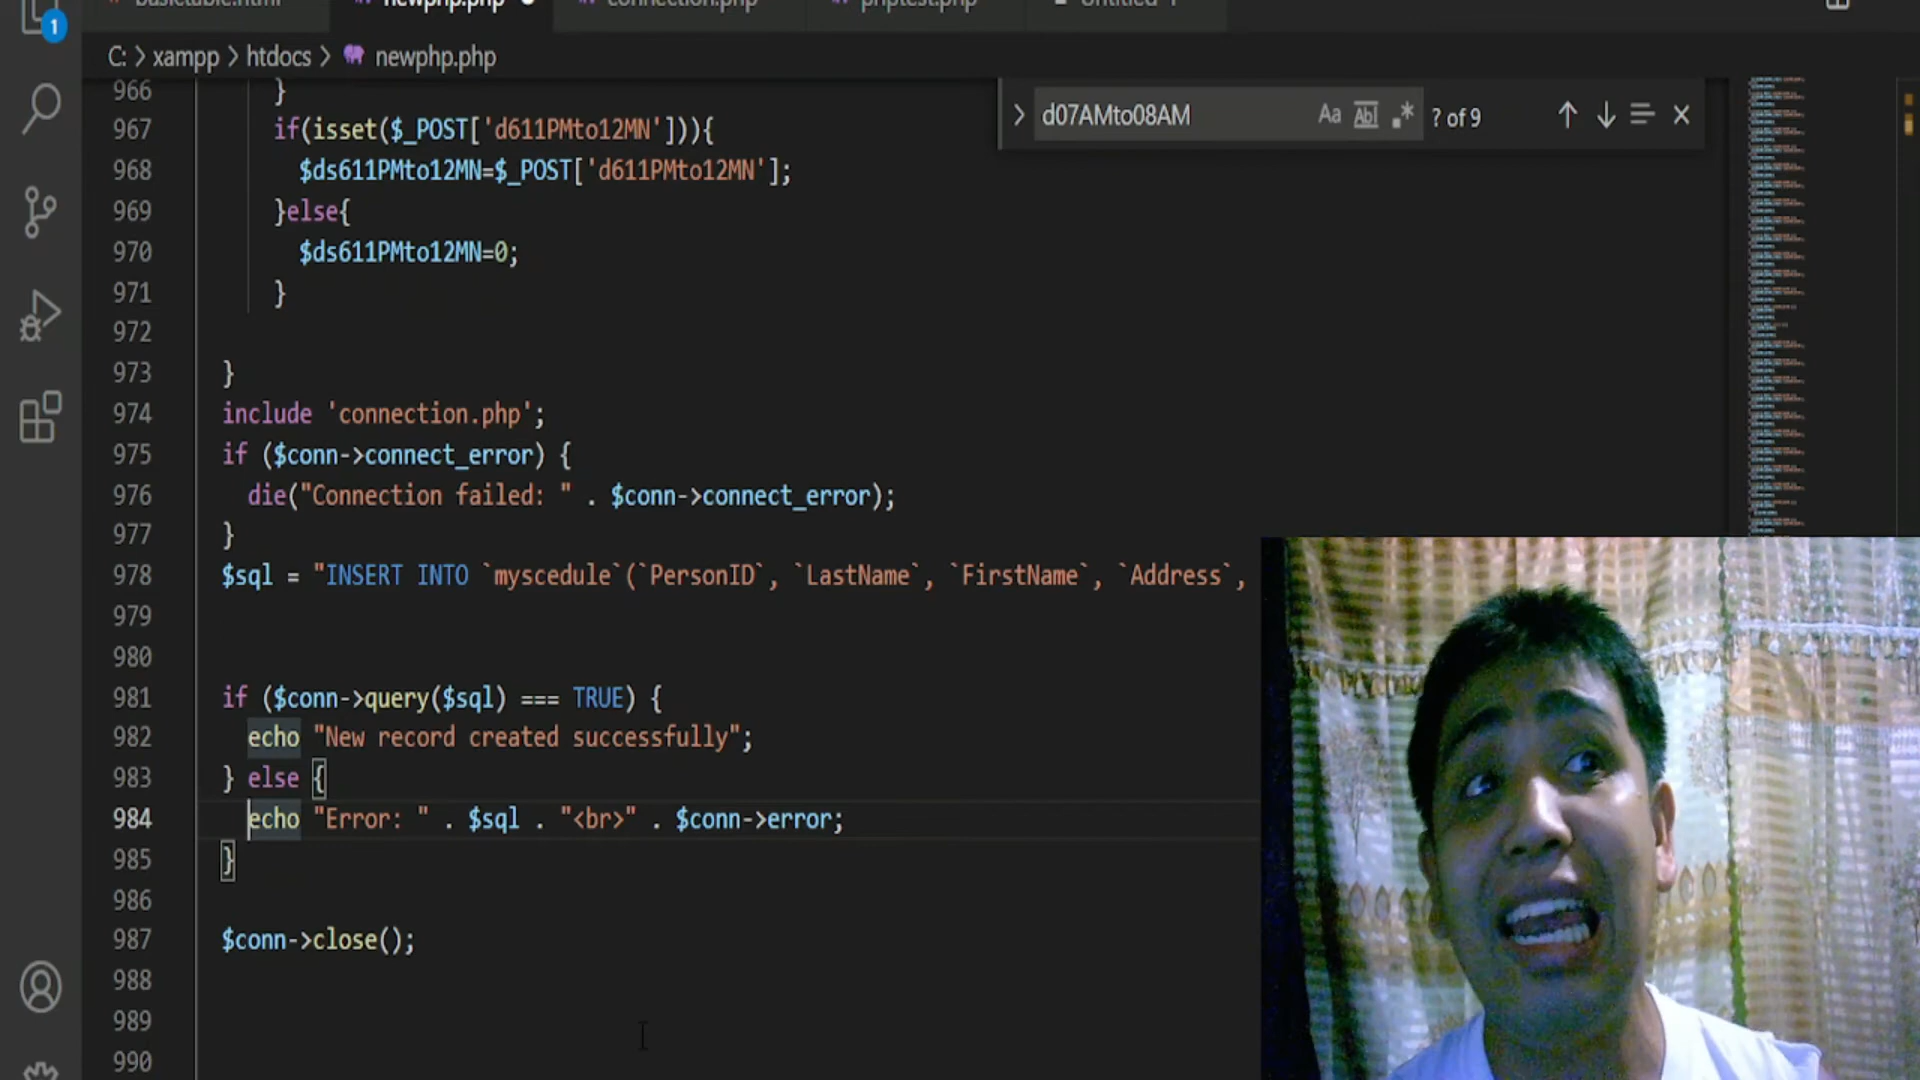 basictable.html newphp.php connection.php phptest.php Untitled-1
1
C: > xampp > htdocs > newphp.php
d07AMto08AM Aa Abl .* ? of 9
966 }
967 if(isset($_POST['d611PMto12MN'])){
968 $ds611PMto12MN=$_POST['d611PMto12MN'];
969 }else{
970 $ds611PMto12MN=0;
971 }
972
973 }
974 include 'connection.php';
975 if ($conn->connect_error) {
976 die("Connection failed: " . $conn->connect_error);
977 }
978 $sql = "INSERT INTO `myscedule`(`PersonID`, `LastName`, `FirstName`, `Address`,
979
980
981 if ($conn->query($sql) === TRUE) {
982 echo "New record created successfully";
983 } else {
984 echo "Error: " . $sql . "<br>" . $conn->error;
985 }
986
987 $conn->close();
988
989
990